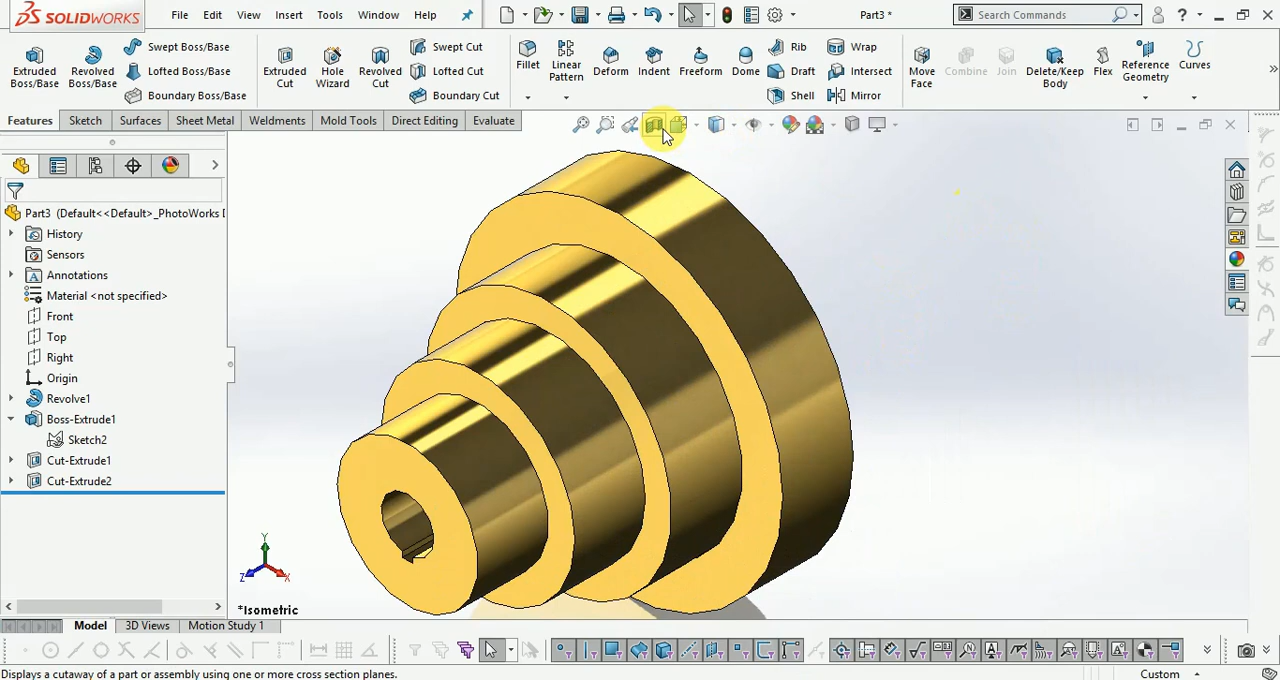 SOLIDWORKS
File Edit View Insert Tools Window Help
Part3 *
Search Commands
Extruded Boss/Base
Revolved Boss/Base
Swept Boss/Base
Lofted Boss/Base
Boundary Boss/Base
Extruded Cut
Hole Wizard
Revolved Cut
Swept Cut
Lofted Cut
Boundary Cut
Fillet
Linear Pattern
Deform
Indent
Freeform
Dome
Rib
Draft
Shell
Wrap
Intersect
Mirror
Move Face
Combine
Join
Delete/Keep Body
Flex
Reference Geometry
Curves
Features Sketch Surfaces Sheet Metal Weldments Mold Tools Direct Editing Evaluate
Part3 (Default<<Default>_PhotoWorks D
History
Sensors
Annotations
Material <not specified>
Front
Top
Right
Origin
Revolve1
Boss-Extrude1
Sketch2
Cut-Extrude1
Cut-Extrude2
Y
Z X
*Isometric
Model 3D Views Motion Study 1
Displays a cutaway of a part or assembly using one or more cross section planes.
Custom